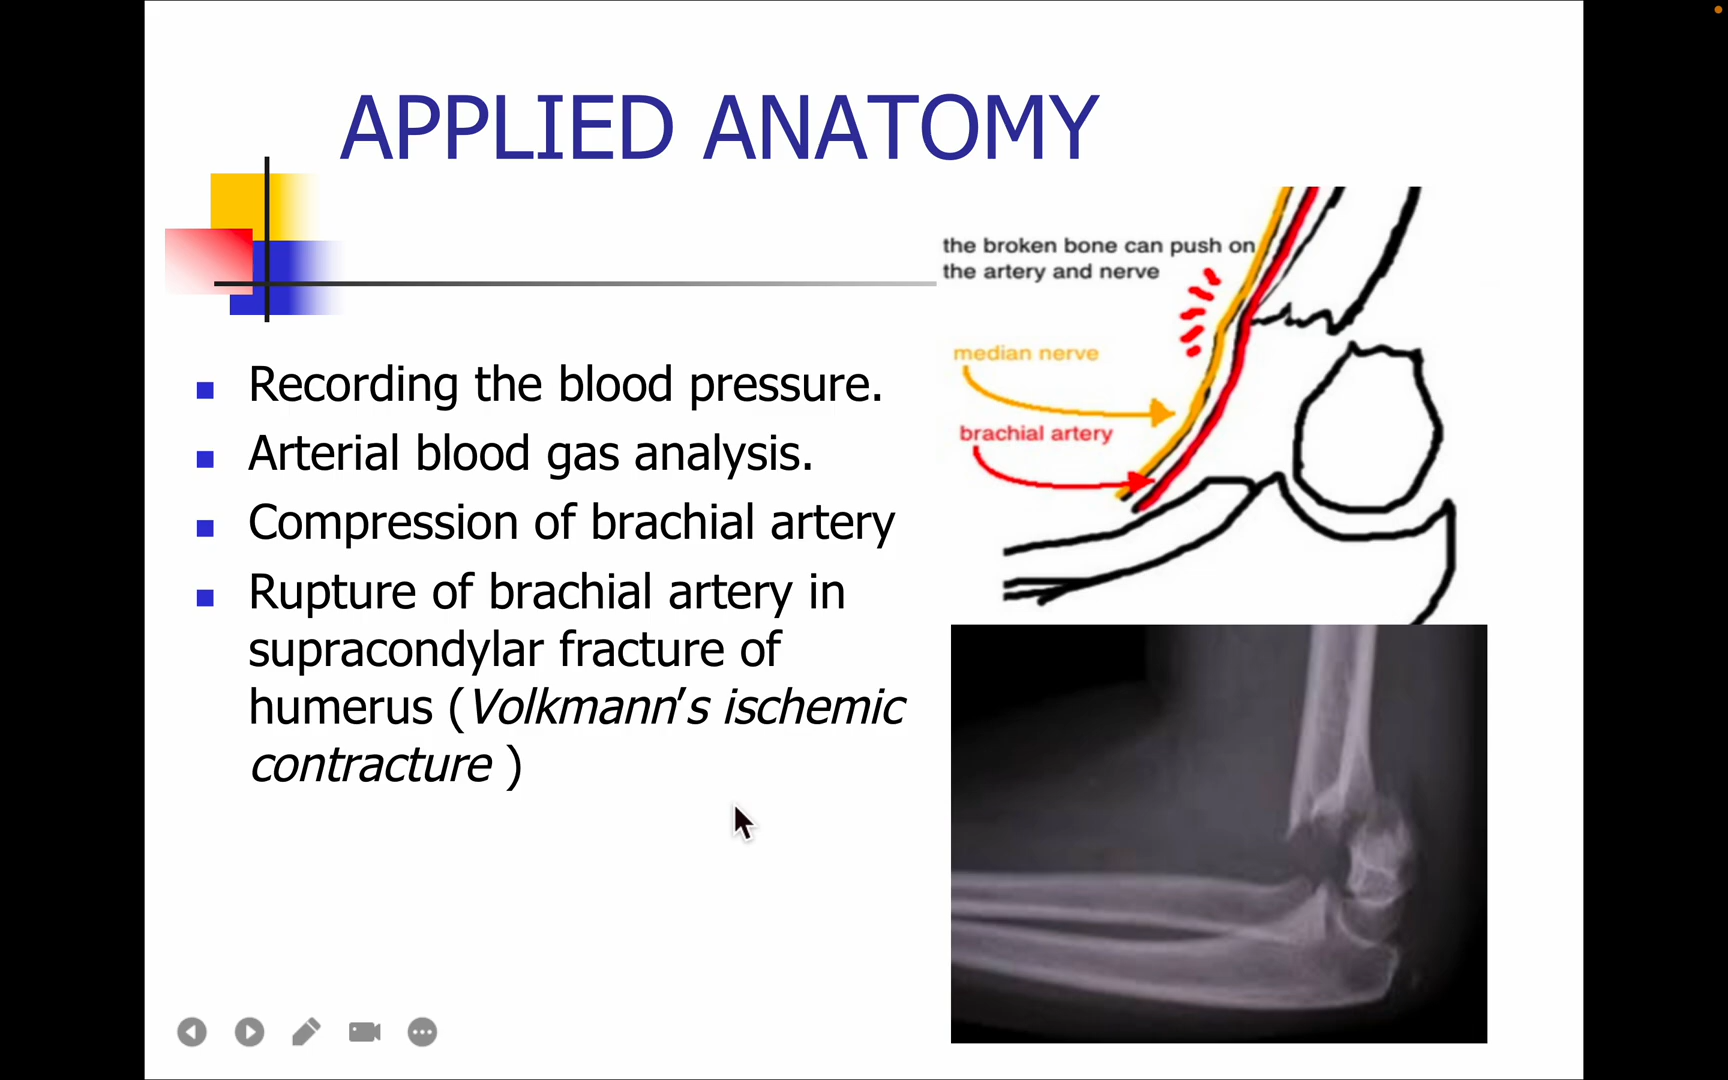 APPLIED ANATOMY
Recording the blood pressure.
Arterial blood gas analysis.
Compression of brachial artery
Rupture of brachial artery in
supracondylar fracture of
humerus (Volkmann’s ischemic
contracture )
the broken bone can push on
the artery and nerve
median nerve
brachial artery